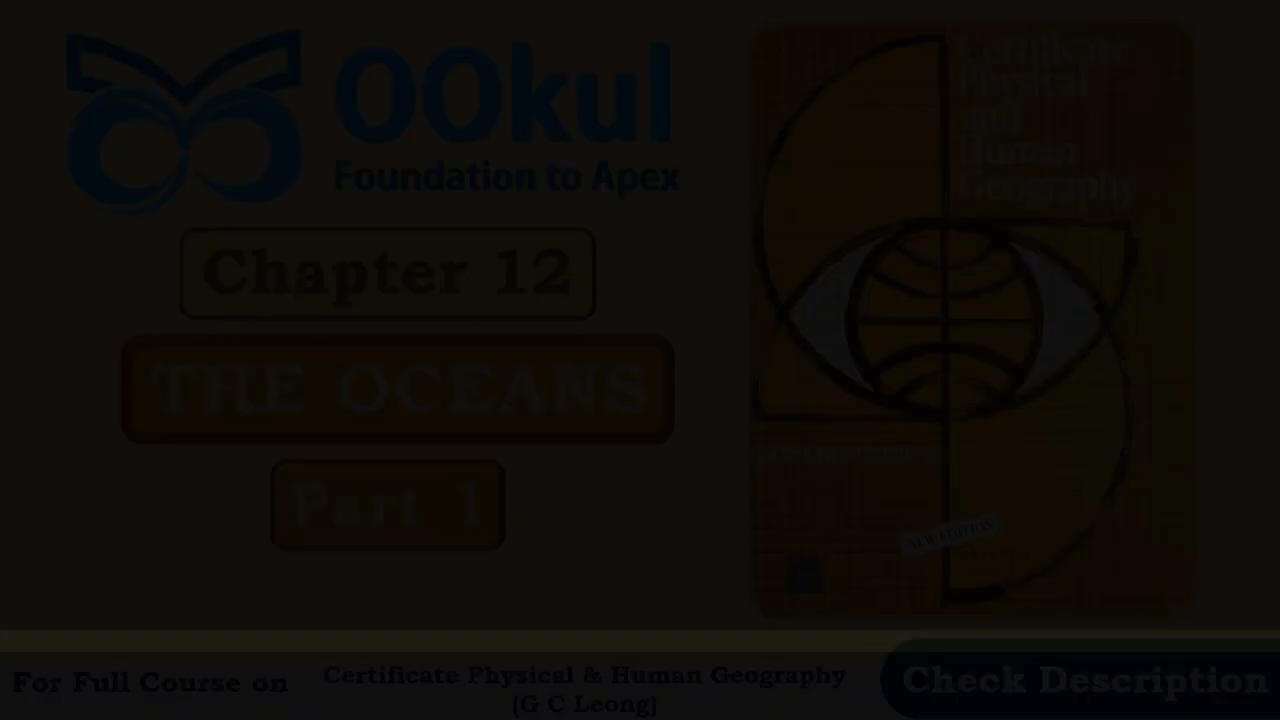 OOkul
Foundation to Apex
Chapter 12
THE OCEANS
Part 1
Certificate
Physical
and
Human
Geography
NEW EDITION
For Full Course on
Certificate Physical & Human Geography
(G C Leong)
Check Description